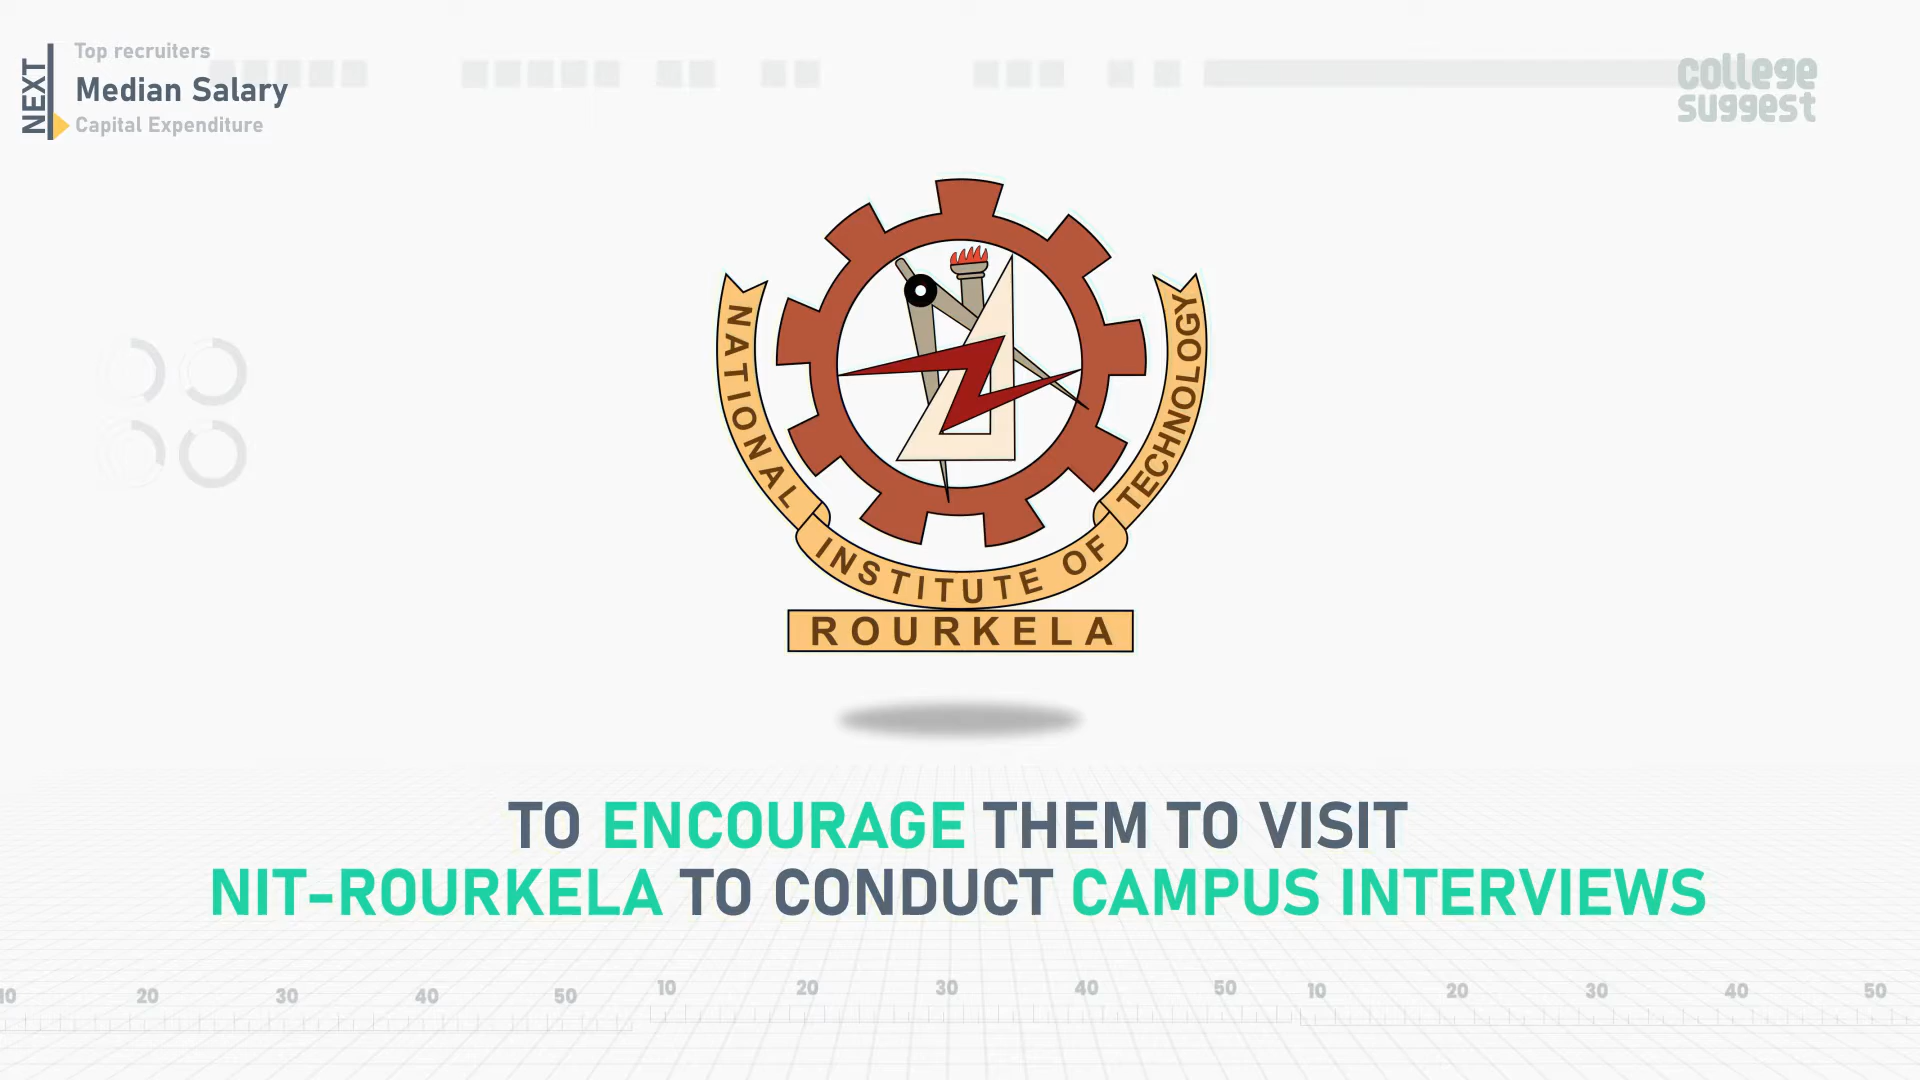 Top recruiters
NEXT
Median Salary
Capital Expenditure
college
suggest
NATIONAL INSTITUTE OF TECHNOLOGY
ROURKELA
TO ENCOURAGE THEM TO VISIT
NIT-ROURKELA TO CONDUCT CAMPUS INTERVIEWS
10 20 30 40 50 10 20 30 40 50 10 20 30 40 50